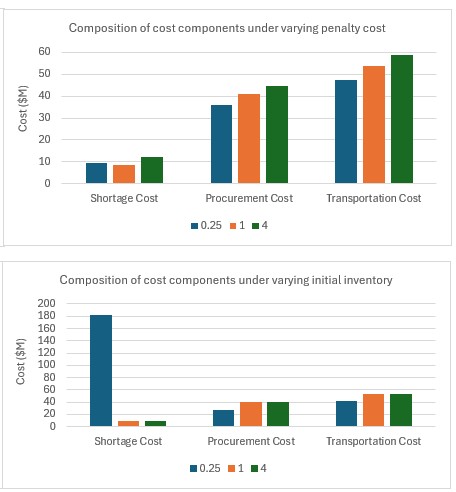 Composition of cost components under varying penalty cost
Cost ($M)
60
50
40
30
20
10
0
Shortage Cost Procurement Cost Transportation Cost
0.25 1 4
Composition of cost components under varying initial inventory
Cost ($M)
200
180
160
140
120
100
80
60
40
20
0
Shortage Cost Procurement Cost Transportation Cost
0.25 1 4